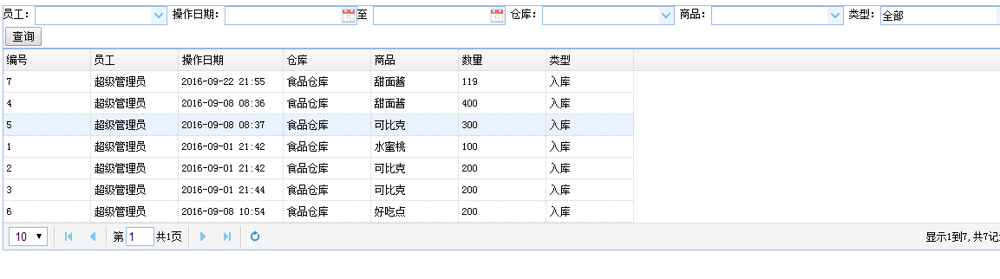 员工： 操作日期： 至 仓库： 商品： 类型： 全部
查询
编号 员工 操作日期 仓库 商品 数量 类型
7 超级管理员 2016-09-22 21:55 食品仓库 甜面酱 119 入库
4 超级管理员 2016-09-08 08:36 食品仓库 甜面酱 400 入库
5 超级管理员 2016-09-08 08:37 食品仓库 可比克 300 入库
1 超级管理员 2016-09-01 21:42 食品仓库 水蜜桃 100 入库
2 超级管理员 2016-09-01 21:42 食品仓库 可比克 200 入库
3 超级管理员 2016-09-01 21:44 食品仓库 可比克 200 入库
6 超级管理员 2016-09-08 10:54 食品仓库 好吃点 200 入库
10 第 1 共1页 显示1到7,共7记